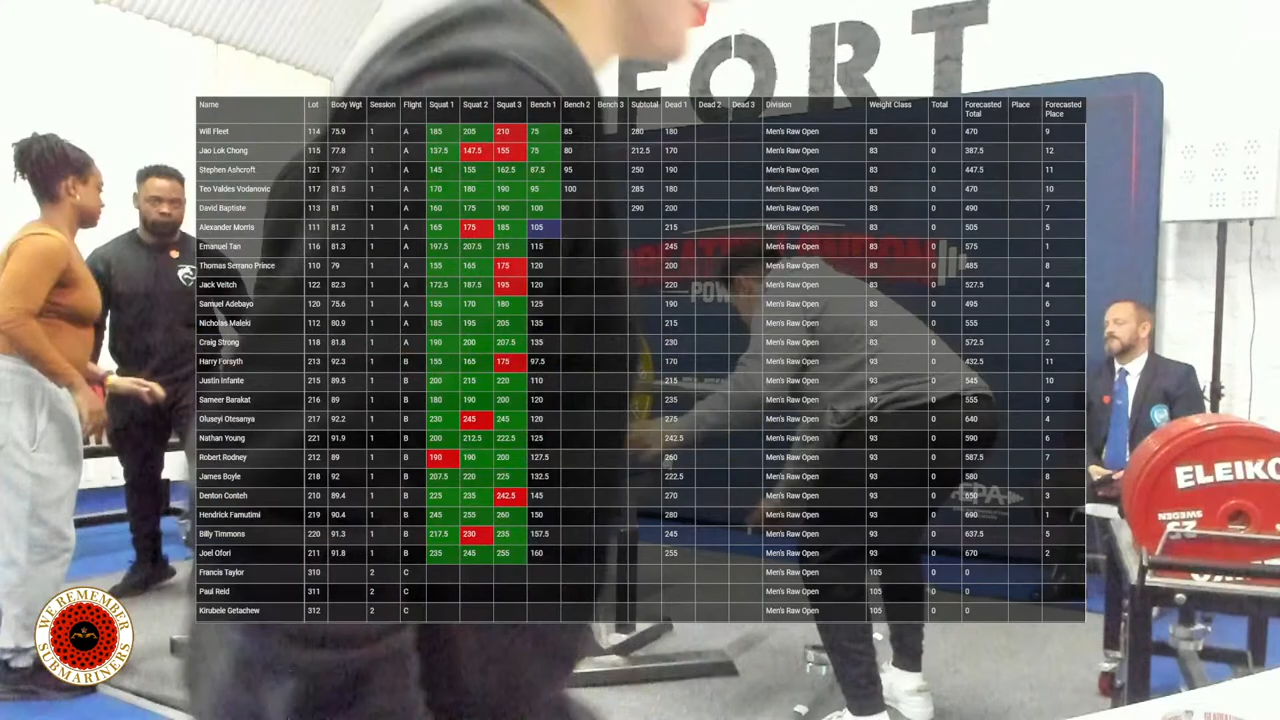 FORT
Name Lot Body Wgt Session Flight Squat 1 Squat 2 Squat 3 Bench 1 Bench 2 Bench 3 Subtotal Dead 1 Dead 2 Dead 3 Division Weight Class Total Forecasted Total Place Forecasted Place
Will Fleet 114 75.9 1 A 185 205 210 75 85 280 180 Men's Raw Open 83 0 470 9
Jao Lok Chong 115 77.8 1 A 137.5 147.5 155 75 80 212.5 170 Men's Raw Open 83 0 387.5 12
Stephen Ashcroft 121 79.7 1 A 145 155 162.5 87.5 95 250 190 Men's Raw Open 83 0 447.5 11
Teo Valdes Vodanovic 117 81.5 1 A 170 180 190 95 100 285 180 Men's Raw Open 83 0 470 10
David Baptiste 113 81 1 A 160 175 190 100 290 200 Men's Raw Open 83 0 490 7
Alexander Morris 111 81.2 1 A 165 175 185 105 215 Men's Raw Open 83 0 505 5
Emanuel Tan 116 81.3 1 A 197.5 207.5 215 115 245 Men's Raw Open 83 0 575 1
Thomas Serrano Prince 110 79 1 A 155 165 175 120 200 Men's Raw Open 83 0 485 8
Jack Veitch 122 82.3 1 A 172.5 187.5 195 120 220 Men's Raw Open 83 0 527.5 4
Samuel Adebayo 120 75.6 1 A 155 170 180 125 190 Men's Raw Open 83 0 495 6
Nicholas Maleki 112 80.9 1 A 185 195 205 135 215 Men's Raw Open 83 0 555 3
Craig Strong 118 81.8 1 A 190 200 207.5 135 230 Men's Raw Open 83 0 572.5 2
Harry Forsyth 213 92.3 1 B 155 165 175 97.5 170 Men's Raw Open 93 0 432.5 11
Justin Infante 215 89.5 1 B 200 215 220 110 215 Men's Raw Open 93 0 545 10
Sameer Barakat 216 89 1 B 180 190 200 120 235 Men's Raw Open 93 0 555 9
Oluseyi Otesanya 217 92.2 1 B 230 245 245 120 275 Men's Raw Open 93 0 640 4
Nathan Young 221 91.9 1 B 200 212.5 222.5 125 242.5 Men's Raw Open 93 0 590 6
Robert Rodney 212 89 1 B 190 190 200 127.5 260 Men's Raw Open 93 0 587.5 7
James Boyle 218 92 1 B 207.5 220 225 132.5 222.5 Men's Raw Open 93 0 580 8
Denton Conteh 210 89.4 1 B 225 235 242.5 145 270 Men's Raw Open 93 0 650 3
Hendrick Famutimi 219 90.4 1 B 245 255 260 150 280 Men's Raw Open 93 0 690 1
Billy Timmons 220 91.3 1 B 217.5 230 235 157.5 245 Men's Raw Open 93 0 637.5 5
Joel Ofori 211 91.8 1 B 235 245 255 160 255 Men's Raw Open 93 0 670 2
Francis Taylor 310 2 C Men's Raw Open 105 0 0
Paul Reid 311 2 C Men's Raw Open 105 0 0
Kirubele Getachew 312 2 C Men's Raw Open 105 0 0
ELEIKO
SWEDEN
25
WE REMEMBER
SUBMARINERS